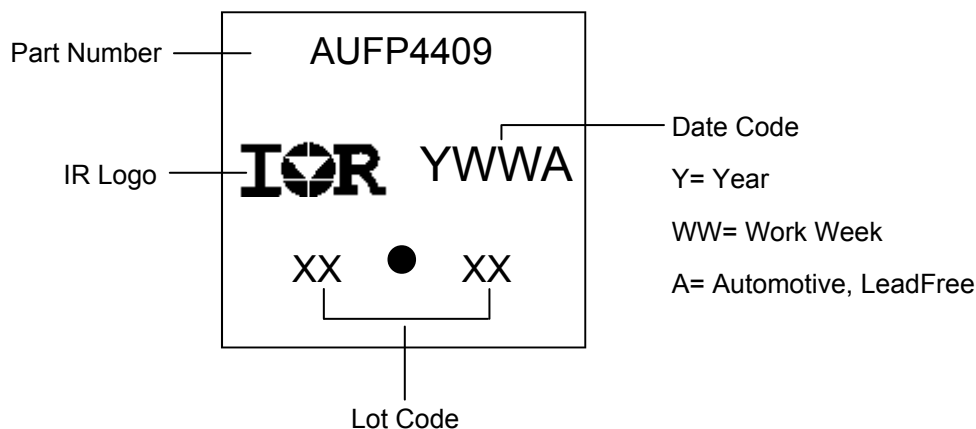 Part Number
AUFP4409
IR Logo
IOR
YWWA
Date Code
Y= Year
WW= Work Week
A= Automotive, LeadFree
XX
XX
Lot Code